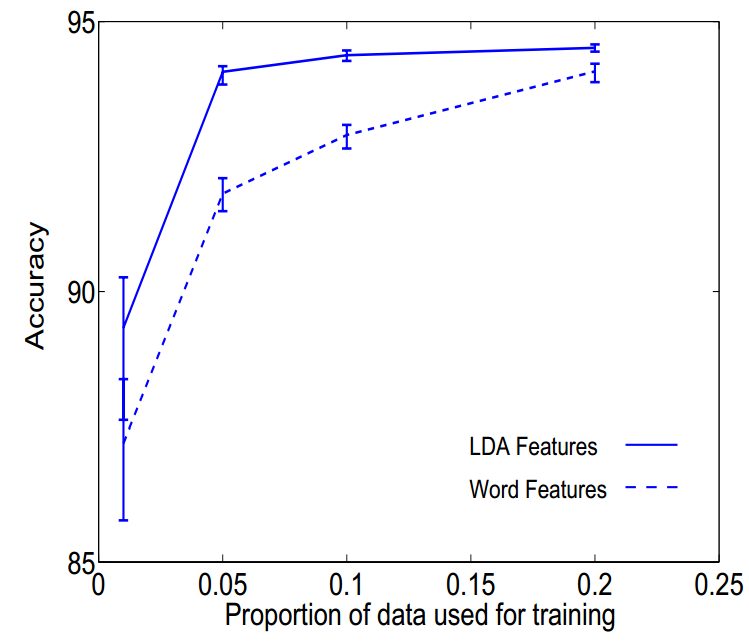 95
90
85
Accuracy
LDA Features
Word Features
0 0.05 0.1 0.15 0.2 0.25
Proportion of data used for training